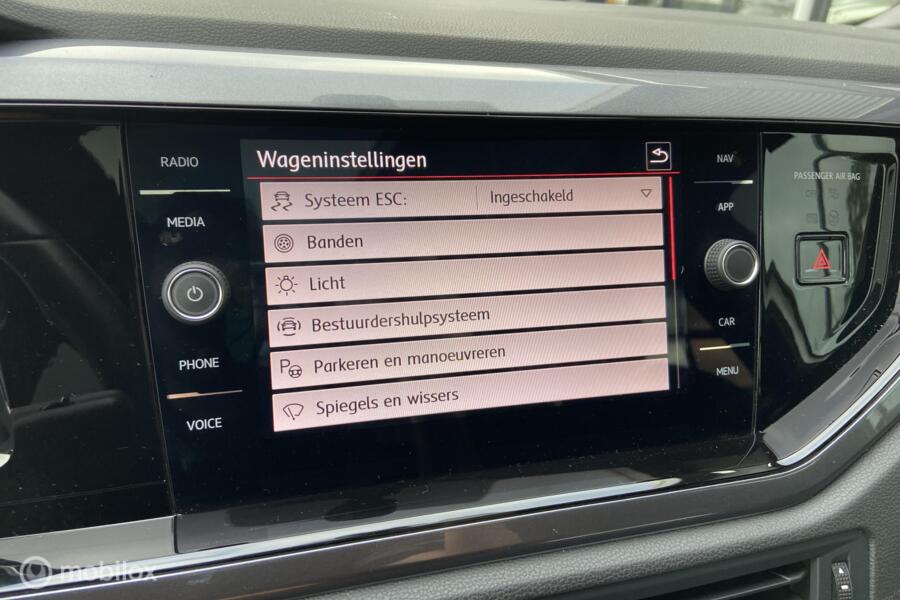 RADIO
MEDIA
PHONE
VOICE
Wageninstellingen
Systeem ESC: Ingeschakeld
Banden
Licht
Bestuurdershulpsysteem
Parkeren en manoeuvreren
Spiegels en wissers
NAV
APP
CAR
MENU
PASSENGER AIR BAG
mobilox